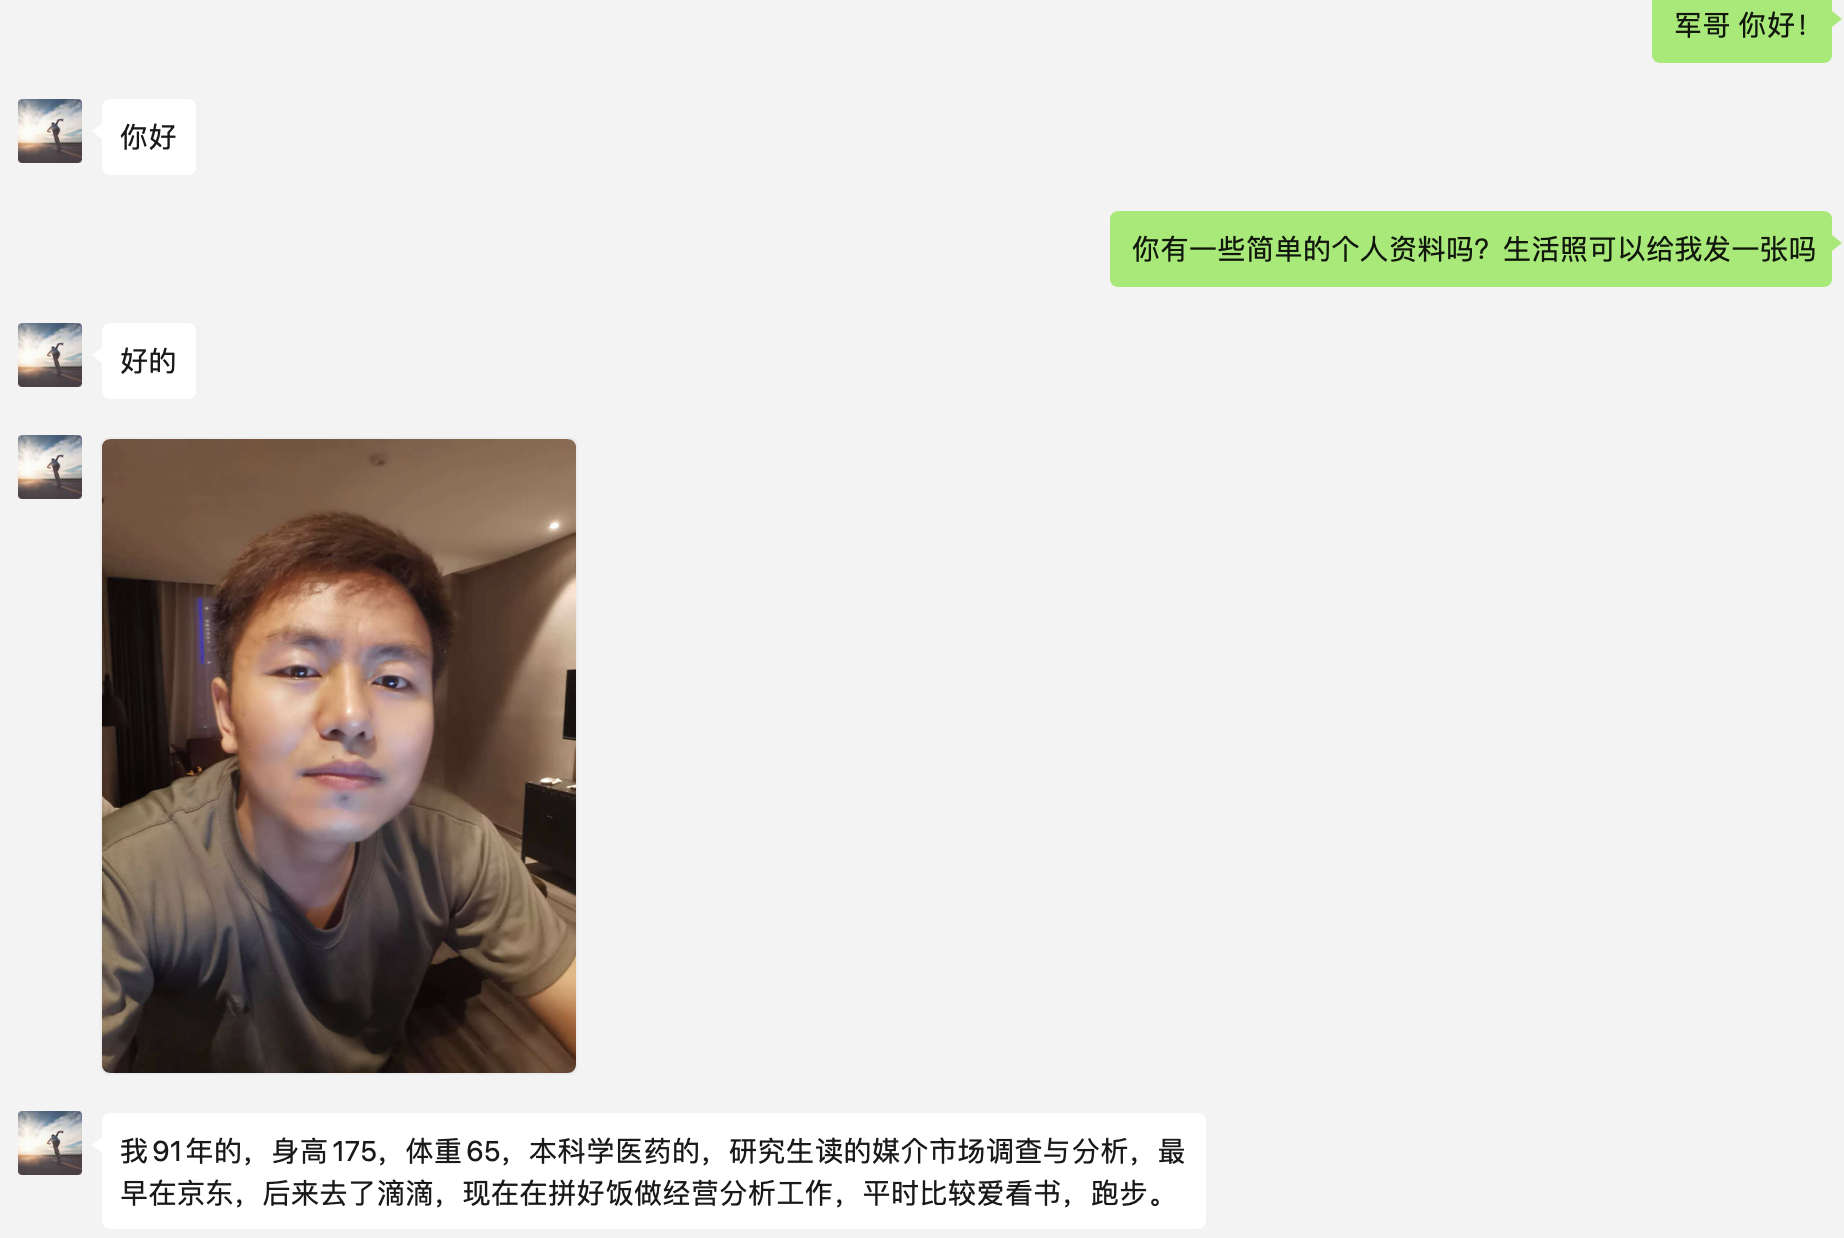 军哥 你好！
你好
你有一些简单的个人资料吗？生活照可以给我发一张吗
好的
我91年的，身高175，体重65，本科学医药的，研究生读的媒介市场调查与分析，最
早在京东，后来去了滴滴，现在在拼好饭做经营分析工作，平时比较爱看书，跑步。